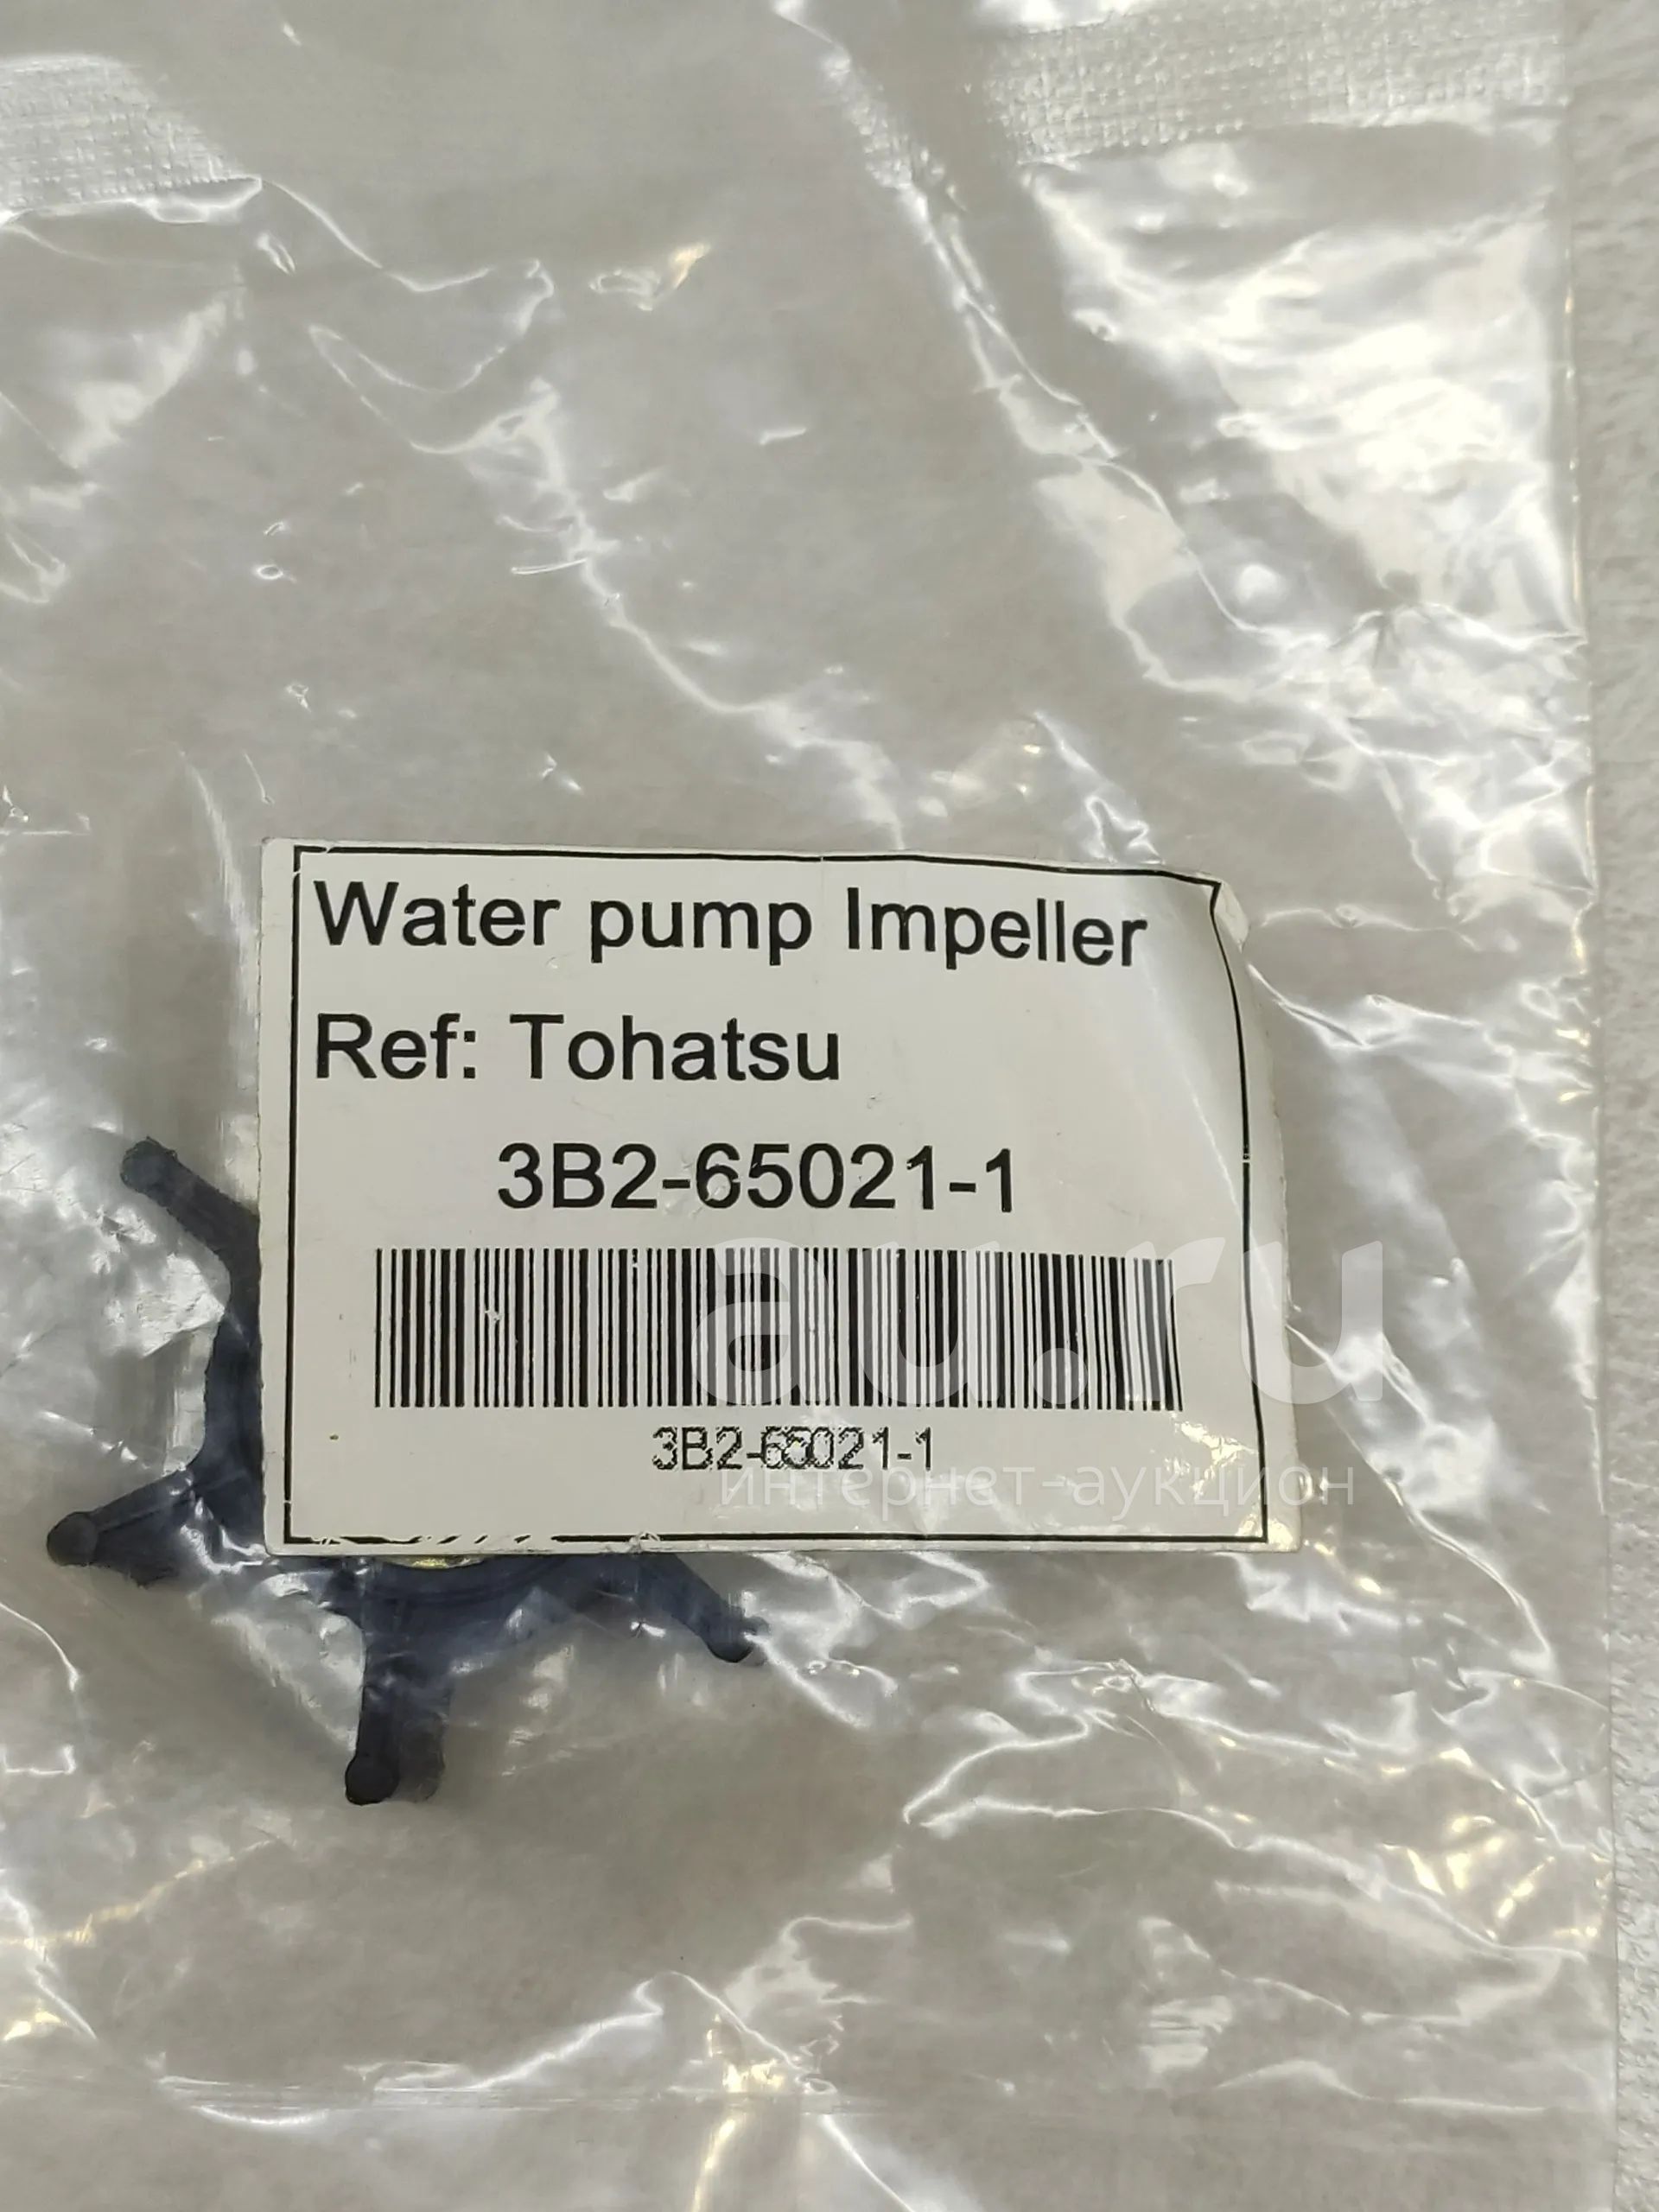 Water pump Impeller
Ref: Tohatsu
3B2-65021-1
au.ru
3B2-65021-1
интернет-аукцион